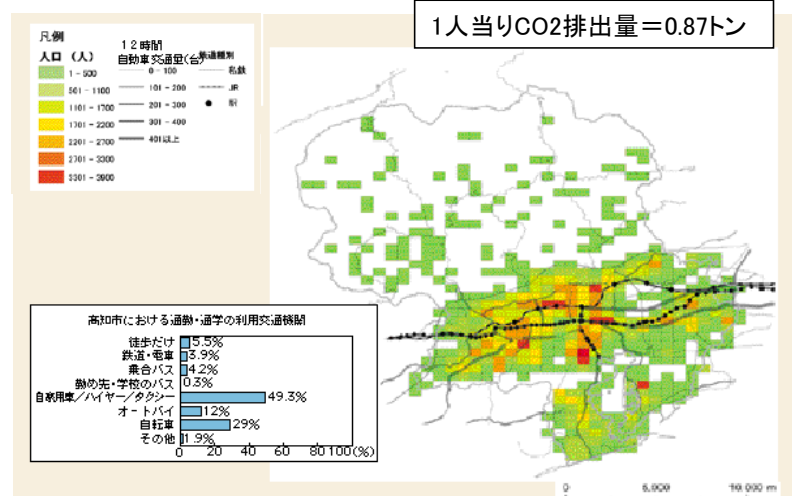 1人当りCO2排出量＝0.87トン
凡例
人口 （人）
1 - 500
501 - 1100
1101 - 1700
1701 - 2200
2201 - 2700
2701 - 3300
3301 - 3900
12時間
自動車交通量(台)
0 - 100
101 - 200
201 - 300
301 - 400
401以上
鉄道種別
私鉄
JR
駅
高知市における通勤・通学の利用交通機関
徒歩だけ 5.5%
鉄道・電車 3.9%
乗合バス 4.2%
勤め先・学校のバス 0.3%
自家用車／ハイヤー／タクシー 49.3%
オートバイ 12%
自転車 29%
その他 1.9%
0 20 40 60 80 100(%)
0 5,000 10,000 m